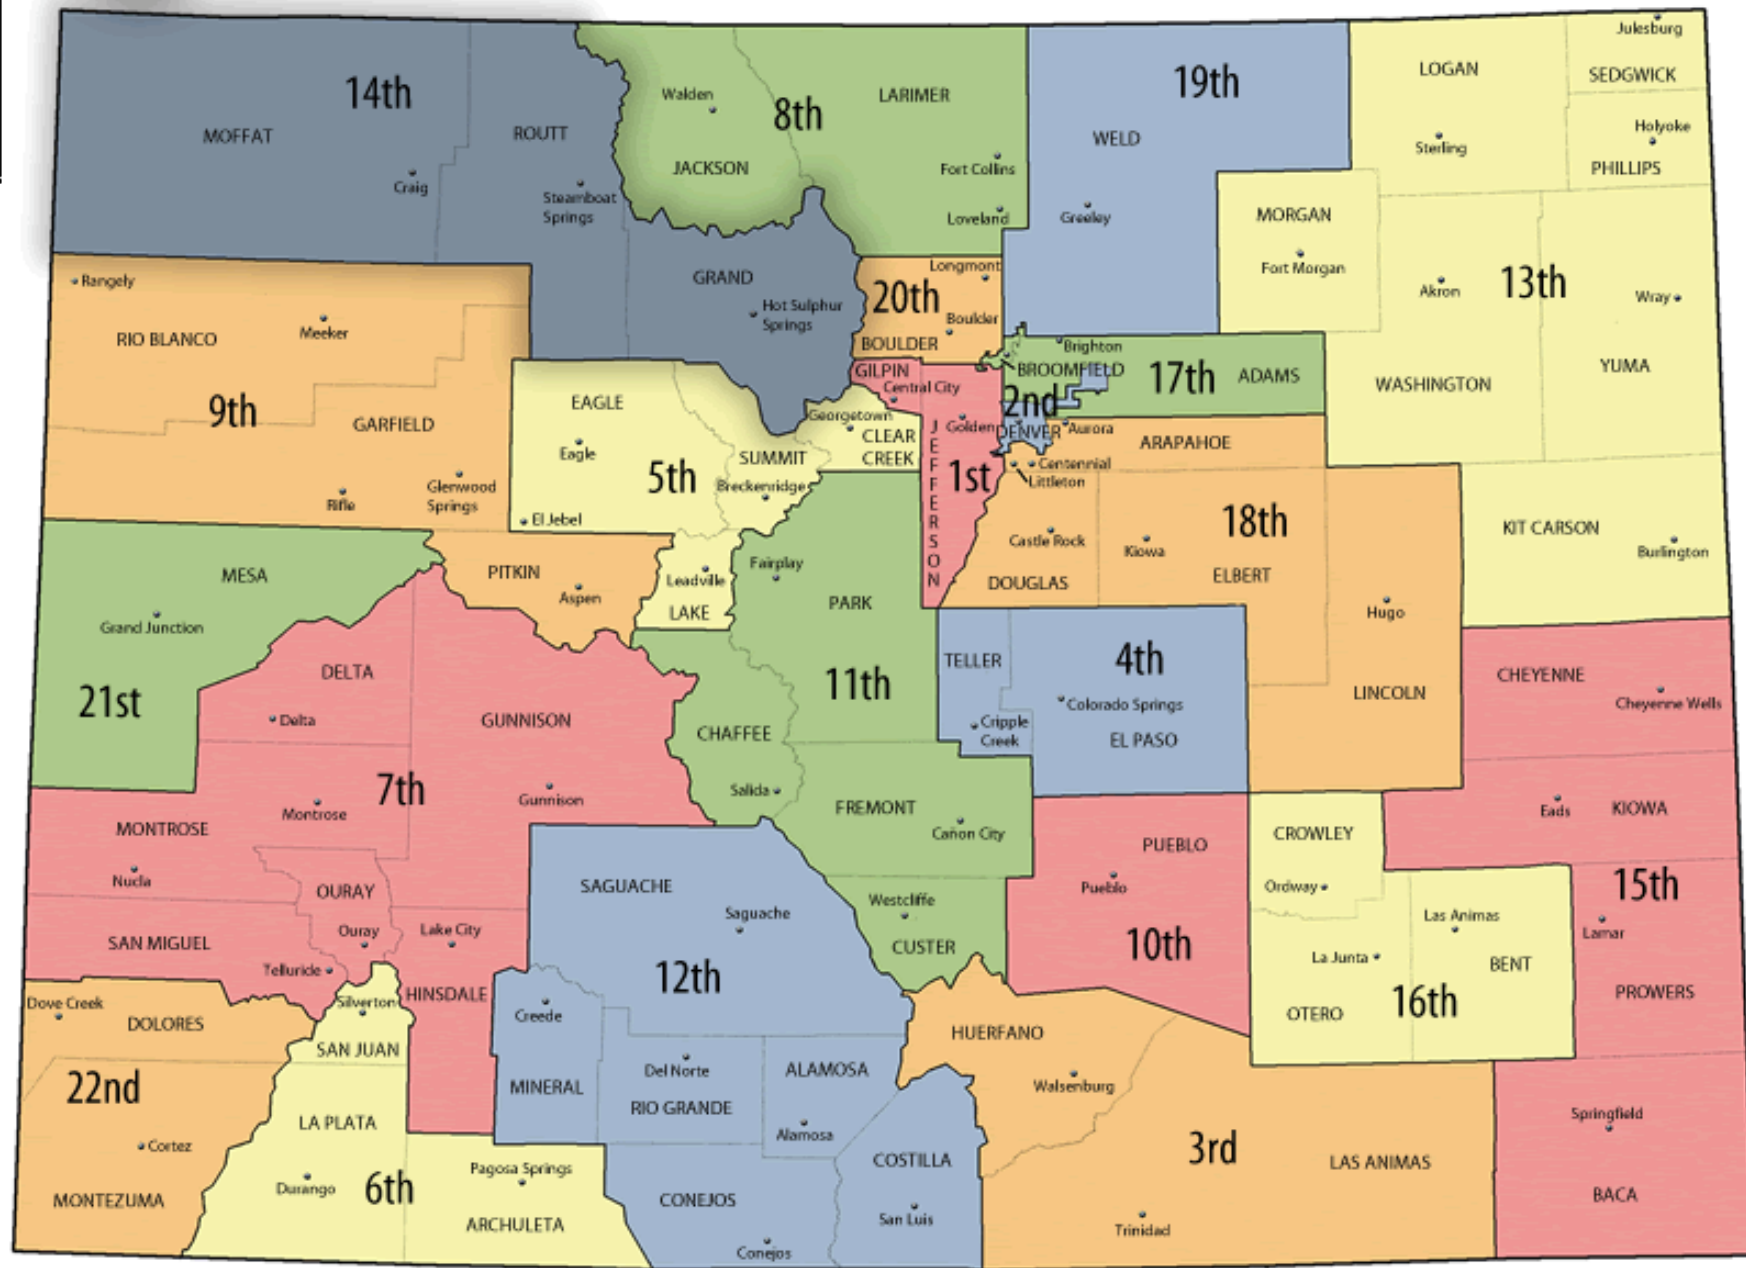 14th
MOFFAT
ROUTT
Craig
Steamboat
Springs
GRAND
Hot Sulphur
Springs
8th
Walden
JACKSON
LARIMER
Fort Collins
Loveland
19th
WELD
Greeley
LOGAN
Sterling
Julesburg
SEDGWICK
Holyoke
PHILLIPS
MORGAN
Fort Morgan
Akron
13th
Wray
WASHINGTON
YUMA
KIT CARSON
Burlington
Rangely
RIO BLANCO
Meeker
9th
GARFIELD
Rifle
Glenwood
Springs
PITKIN
Aspen
EAGLE
Eagle
El Jebel
5th
SUMMIT
Breckenridge
Georgetown
CLEAR
CREEK
Leadville
LAKE
20th
Longmont
Boulder
BOULDER
GILPIN
Central City
Golden
1st
JEFFERSON
BROOMFIELD
Brighton
17th
ADAMS
2nd
DENVER
Aurora
ARAPAHOE
Centennial
Littleton
18th
Castle Rock
Kiowa
DOUGLAS
ELBERT
Hugo
LINCOLN
MESA
Grand Junction
21st
DELTA
Delta
GUNNISON
7th
Gunnison
Montrose
MONTROSE
Nucla
OURAY
Ouray
SAN MIGUEL
Telluride
Lake City
HINSDALE
Fairplay
PARK
11th
CHAFFEE
Salida
FREMONT
Cañon City
Westcliffe
CUSTER
TELLER
Cripple
Creek
4th
Colorado Springs
EL PASO
CHEYENNE
Cheyenne Wells
Eads
KIOWA
15th
Lamar
PROWERS
Springfield
BACA
PUEBLO
Pueblo
10th
CROWLEY
Ordway
Las Animas
La Junta
BENT
OTERO
16th
SAGUACHE
Saguache
12th
Creede
MINERAL
Del Norte
RIO GRANDE
ALAMOSA
Alamosa
CONEJOS
Conejos
COSTILLA
San Luis
HUERFANO
Walsenburg
3rd
LAS ANIMAS
Trinidad
Dove Creek
DOLORES
22nd
Cortez
MONTEZUMA
Silverton
SAN JUAN
LA PLATA
Durango
6th
Pagosa Springs
ARCHULETA